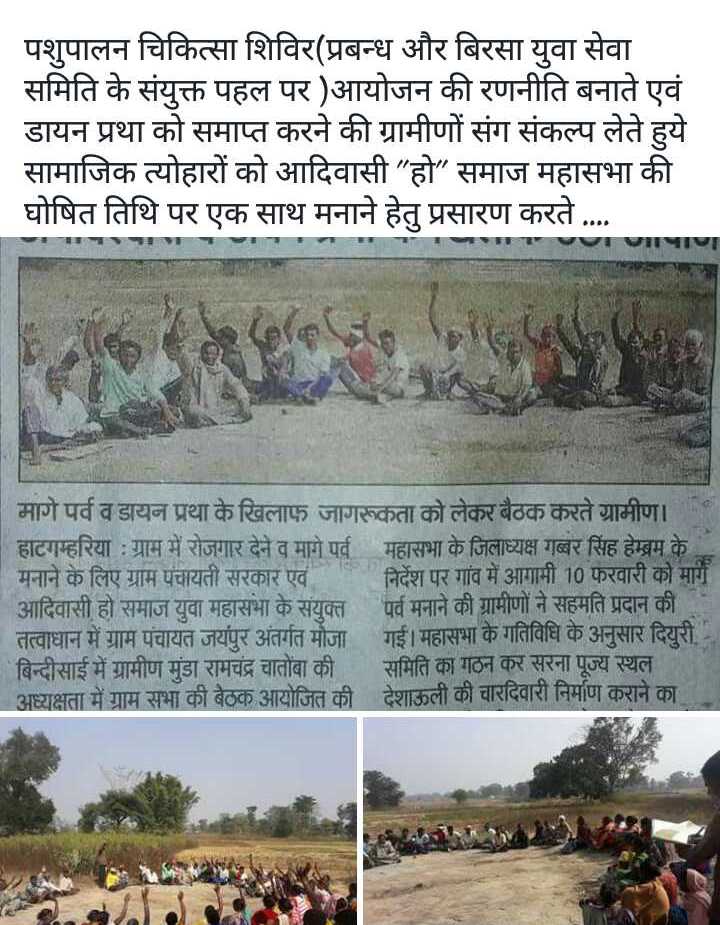 पशुपालन चिकित्सा शिविर(प्रबन्ध और बिरसा युवा सेवा
समिति के संयुक्त पहल पर )आयोजन की रणनीति बनाते एवं
डायन प्रथा को समाप्त करने की ग्रामीणों संग संकल्प लेते हुये
सामाजिक त्योहारों को आदिवासी "हो" समाज महासभा की
घोषित तिथि पर एक साथ मनाने हेतु प्रसारण करते ....
मागे पर्व व डायन प्रथा के खिलाफ जागरूकता को लेकर बैठक करते ग्रामीण।
हाटगम्हरिया : ग्राम में रोजगार देने व मागे पर्व
मनाने के लिए ग्राम पंचायती सरकार एवं
आदिवासी हो समाज युवा महासभा के संयुक्त
तत्वाधान में ग्राम पंचायत जयपुर अंतर्गत मौजा
बिन्दीसाई में ग्रामीण मुंडा रामचंद्र चातोंबा की
अध्यक्षता में ग्राम सभा की बैठक आयोजित की
महासभा के जिलाध्यक्ष गब्बर सिंह हेम्ब्रम के
निर्देश पर गांव में आगामी 10 फरवारी को मागे
पर्व मनाने की ग्रामीणों ने सहमति प्रदान की
गई। महासभा के गतिविधि के अनुसार दियुरी
समिति का गठन कर सरना पूज्य स्थल
देशाऊली की चारदिवारी निर्माण कराने का